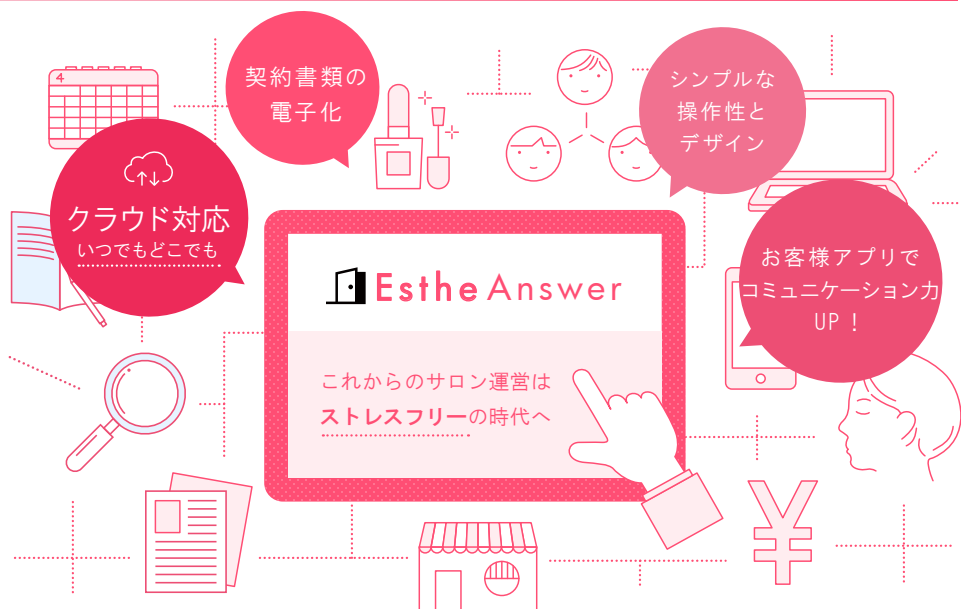 4
契約書類の
電子化
シンプルな
操作性と
デザイン
クラウド対応
いつでもどこでも
お客様アプリで
コミュニケーション力
UP！
Esthe Answer
これからのサロン運営は
ストレスフリーの時代へ
¥